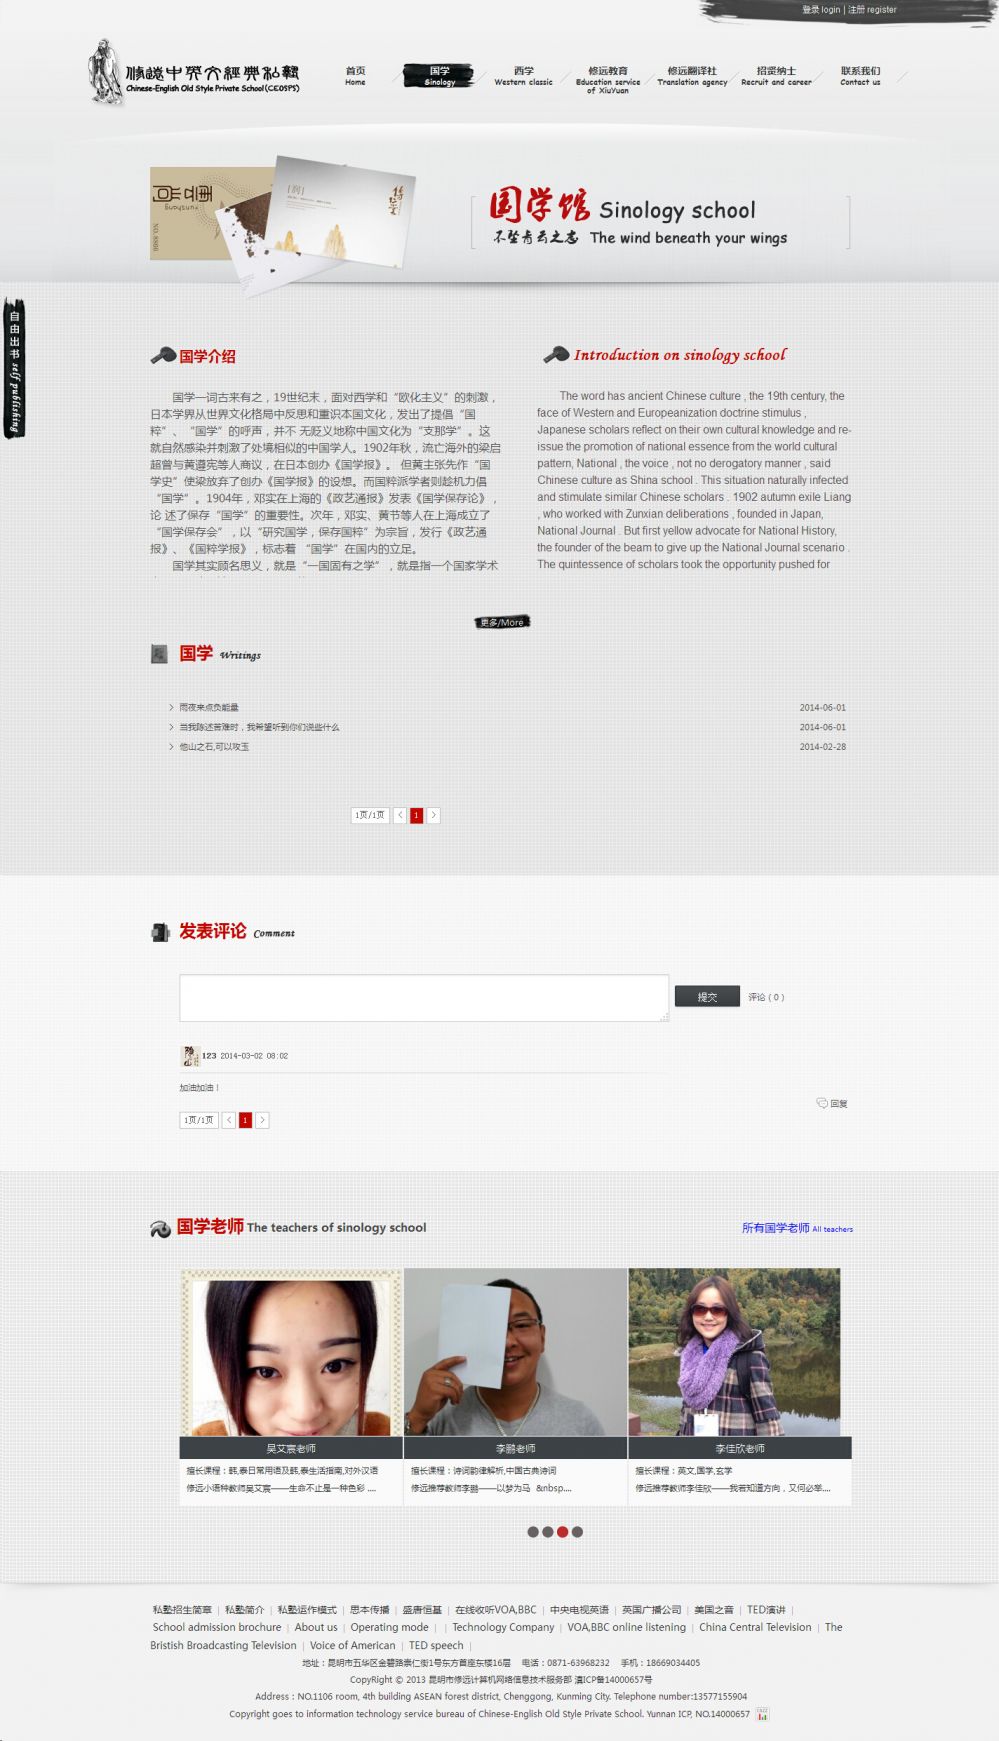 登录 login | 注册 register
Chinese-English Old Style Private School(CEOSPS)
首页 国学 西学 修远教育 修远翻译社 招贤纳士 联系我们
Home Sinology Western classic Education service of XiuYuan Translation agency Recruit and career Contact us
国学馆 Sinology school
不坠青云之志 The wind beneath your wings
自由出书 self publishing
国学介绍
国学一词古来有之，19世纪末，面对西学和“欧化主义”的刺激，
日本学界从世界文化格局中反思和重识本国文化，发出了提倡“国
粹”、“国学”的呼声，并不 无贬义地称中国文化为“支那学”。这
就自然感染并刺激了处境相似的中国学人。1902年秋，流亡海外的梁启
超曾与黄遵宪等人商议，在日本创办《国学报》。 但黄主张先作“国
学史”使梁放弃了创办《国学报》的设想。而国粹派学者则趁机力倡
“国学”。1904年，邓实在上海的《政艺通报》发表《国学保存论》，
论 述了保存“国学”的重要性。次年，邓实、黄节等人在上海成立了
“国学保存会”，以“研究国学，保存国粹”为宗旨，发行《政艺通
报》、《国粹学报》，标志着 “国学”在国内的立足。
国学其实顾名思义，就是“一国固有之学”，就是指一个国家学术
Introduction on sinology school
The word has ancient Chinese culture , the 19th century, the
face of Western and Europeanization doctrine stimulus ,
Japanese scholars reflect on their own cultural knowledge and re-
issue the promotion of national essence from the world cultural
pattern, National , the voice , not no derogatory manner , said
Chinese culture as Shina school . This situation naturally infected
and stimulate similar Chinese scholars . 1902 autumn exile Liang
, who worked with Zunxian deliberations , founded in Japan,
National Journal . But first yellow advocate for National History,
the founder of the beam to give up the National Journal scenario .
The quintessence of scholars took the opportunity pushed for
更多/More
国学 Writings
雨夜来点负能量 2014-06-01
当我陈述苦难时，我希望听到你们说些什么 2014-06-01
他山之石,可以攻玉 2014-02-28
1页/1页 < 1 >
发表评论 Comment
提交 评论 ( 0 )
123 2014-03-02 08:02
加油加油！
回复
1页/1页 < 1 >
国学老师 The teachers of sinology school
所有国学老师 All teachers
吴艾宸老师 李鹏老师 李佳欣老师
擅长课程：韩,泰日常用语及韩,泰生活指南,对外汉语
修远小语种教师吴艾宸——生命不止是一种色彩 ....
擅长课程：诗词韵律解析,中国古典诗词
修远推荐教师李鹏——以梦为马 &nbsp....
擅长课程：英文,国学,玄学
修远推荐教师李佳欣——我若知道方向，又何必举....
私塾招生简章 | 私塾简介 | 私塾运作模式 | 思本传播 | 盛唐恒基 | 在线收听VOA,BBC | 中央电视英语 | 英国广播公司 | 美国之音 | TED演讲 |
School admission brochure | About us | Operating mode | | Technology Company | VOA,BBC online listening | China Central Television | The
Bristish Broadcasting Television | Voice of American | TED speech |
地址：昆明市五华区金碧路崇仁街1号东方首座东楼16层 电话：0871-63968232 手机：18669034405
CopyRight © 2013 昆明市修远计算机网络信息技术服务部 滇ICP备14000657号
Address : NO.1106 room, 4th building ASEAN forest district, Chenggong, Kunming City. Telephone number:13577155904
Copyright goes to information technology service bureau of Chinese-English Old Style Private School. Yunnan ICP, NO.14000657